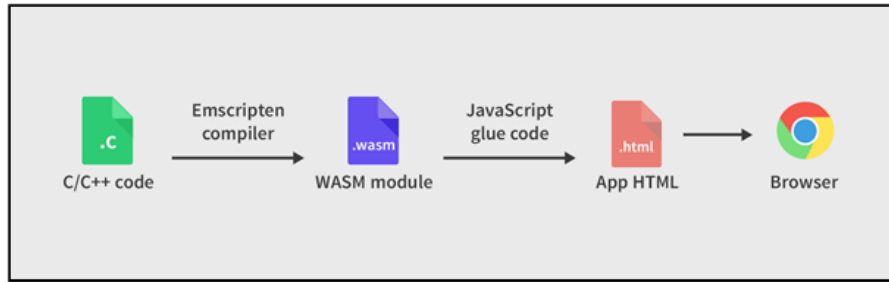 Emscripten
compiler
JavaScript
glue code
.C
.wasm
.html
C/C++ code
WASM module
App HTML
Browser